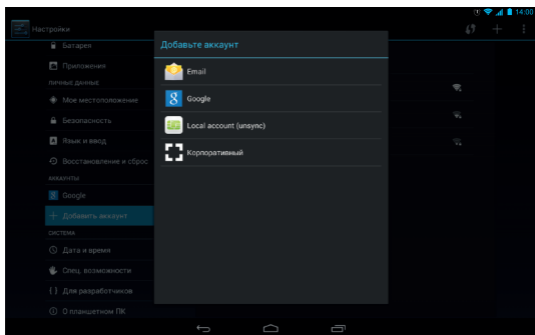 14:00
Настройки
Батарея
Приложения
ЛИЧНЫЕ ДАННЫЕ
Мое местоположение
Безопасность
Язык и ввод
Восстановление и сброс
АККАУНТЫ
Google
Добавить аккаунт
СИСТЕМА
Дата и время
Спец. возможности
Для разработчиков
О планшетном ПК
Добавьте аккаунт
Email
Google
Local account (unsync)
Корпоративный